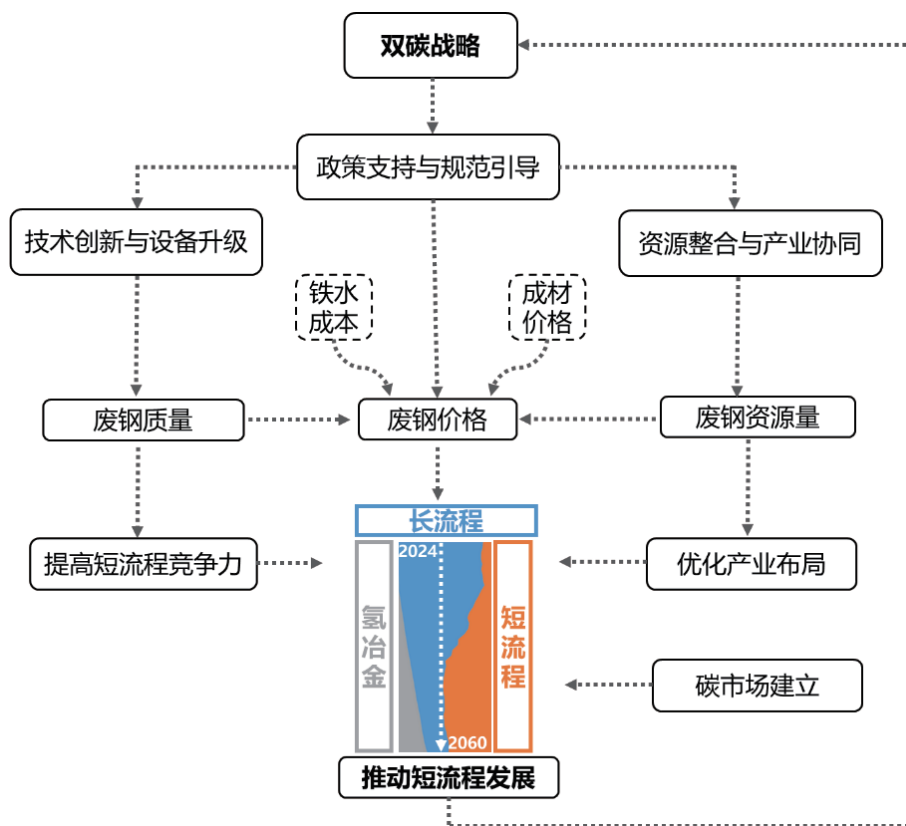 双碳战略
政策支持与规范引导
技术创新与设备升级
资源整合与产业协同
铁水
成本
成材
价格
废钢质量
废钢价格
废钢资源量
长流程
2024
提高短流程竞争力
优化产业布局
氢冶金
短流程
碳市场建立
2060
推动短流程发展